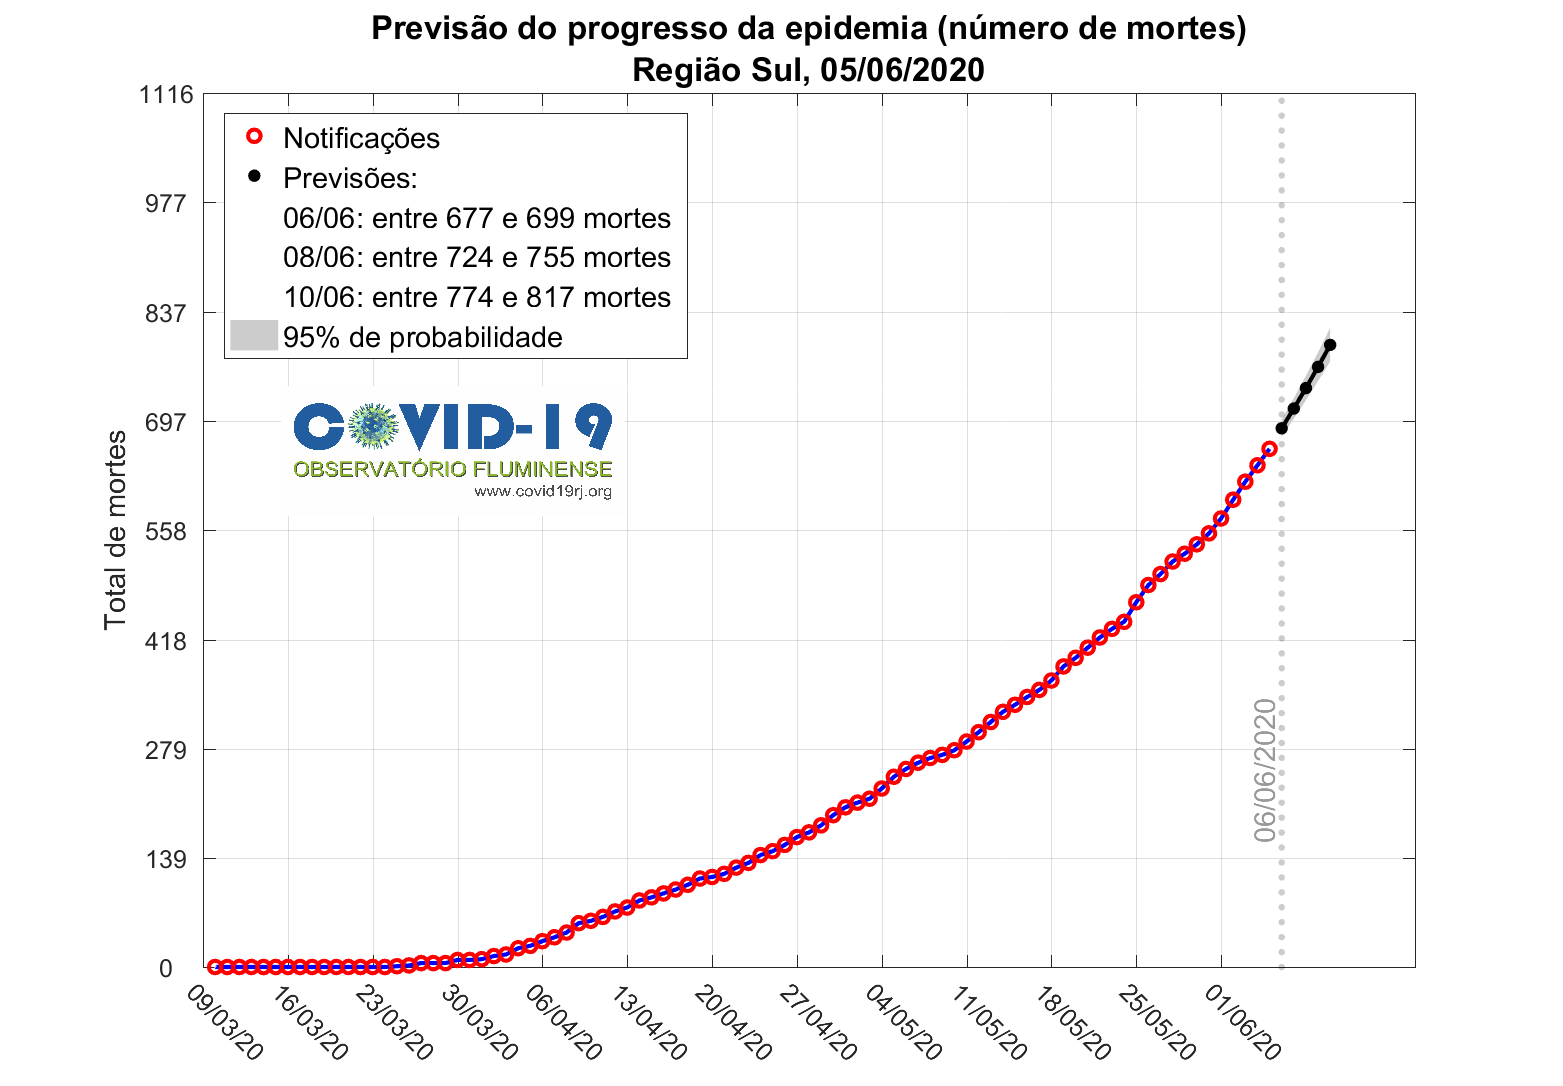 Previsão do progresso da epidemia (número de mortes)
Região Sul, 05/06/2020
1116
977
837
697
558
418
279
139
0
Total de mortes
Notificações
Previsões:
06/06: entre 677 e 699 mortes
08/06: entre 724 e 755 mortes
10/06: entre 774 e 817 mortes
95% de probabilidade
COVID-19
OBSERVATÓRIO FLUMINENSE
www.covid19rj.org
06/06/2020
09/03/20
16/03/20
23/03/20
30/03/20
06/04/20
13/04/20
20/04/20
27/04/20
04/05/20
11/05/20
18/05/20
25/05/20
01/06/20